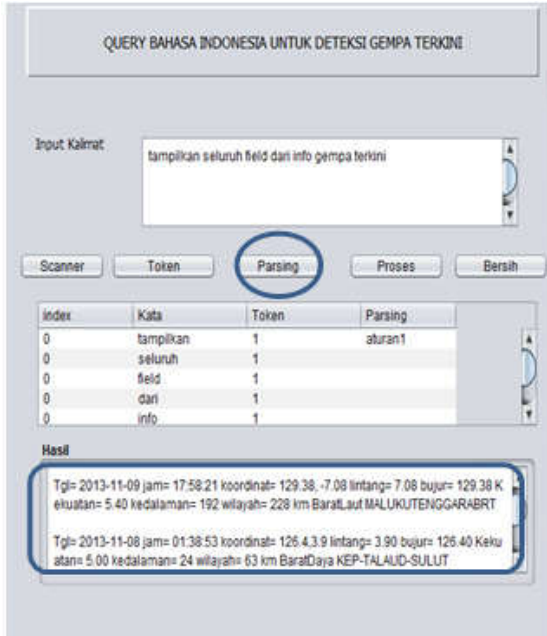 QUERY BAHASA INDONESIA UNTUK DETEKSI GEMPA TERKINI
Input Kalmat
tampilkan seluruh field dari info gempa terkini
Scanner Token Parsing Proses Bersih
index Kata Token Parsing
0 tampilkan 1 aturan1
0 seluruh 1
0 field 1
0 dari 1
0 info 1
Hasil
Tgl= 2013-11-09 jam= 17:58:21 koordinat= 129.38, -7.08 lintang= 7.08 bujur= 129.38 K
ekuatan= 5.40 kedalaman= 192 wilayah= 228 km BaratLaut MALUKUTENGGARABRT
Tgl= 2013-11-08 jam= 01:38:53 koordinat= 126.4,3.9 lintang= 3.90 bujur= 126.40 Keku
atan= 5.00 kedalaman= 24 wilayah= 63 km BaratDaya KEP-TALAUD-SULUT